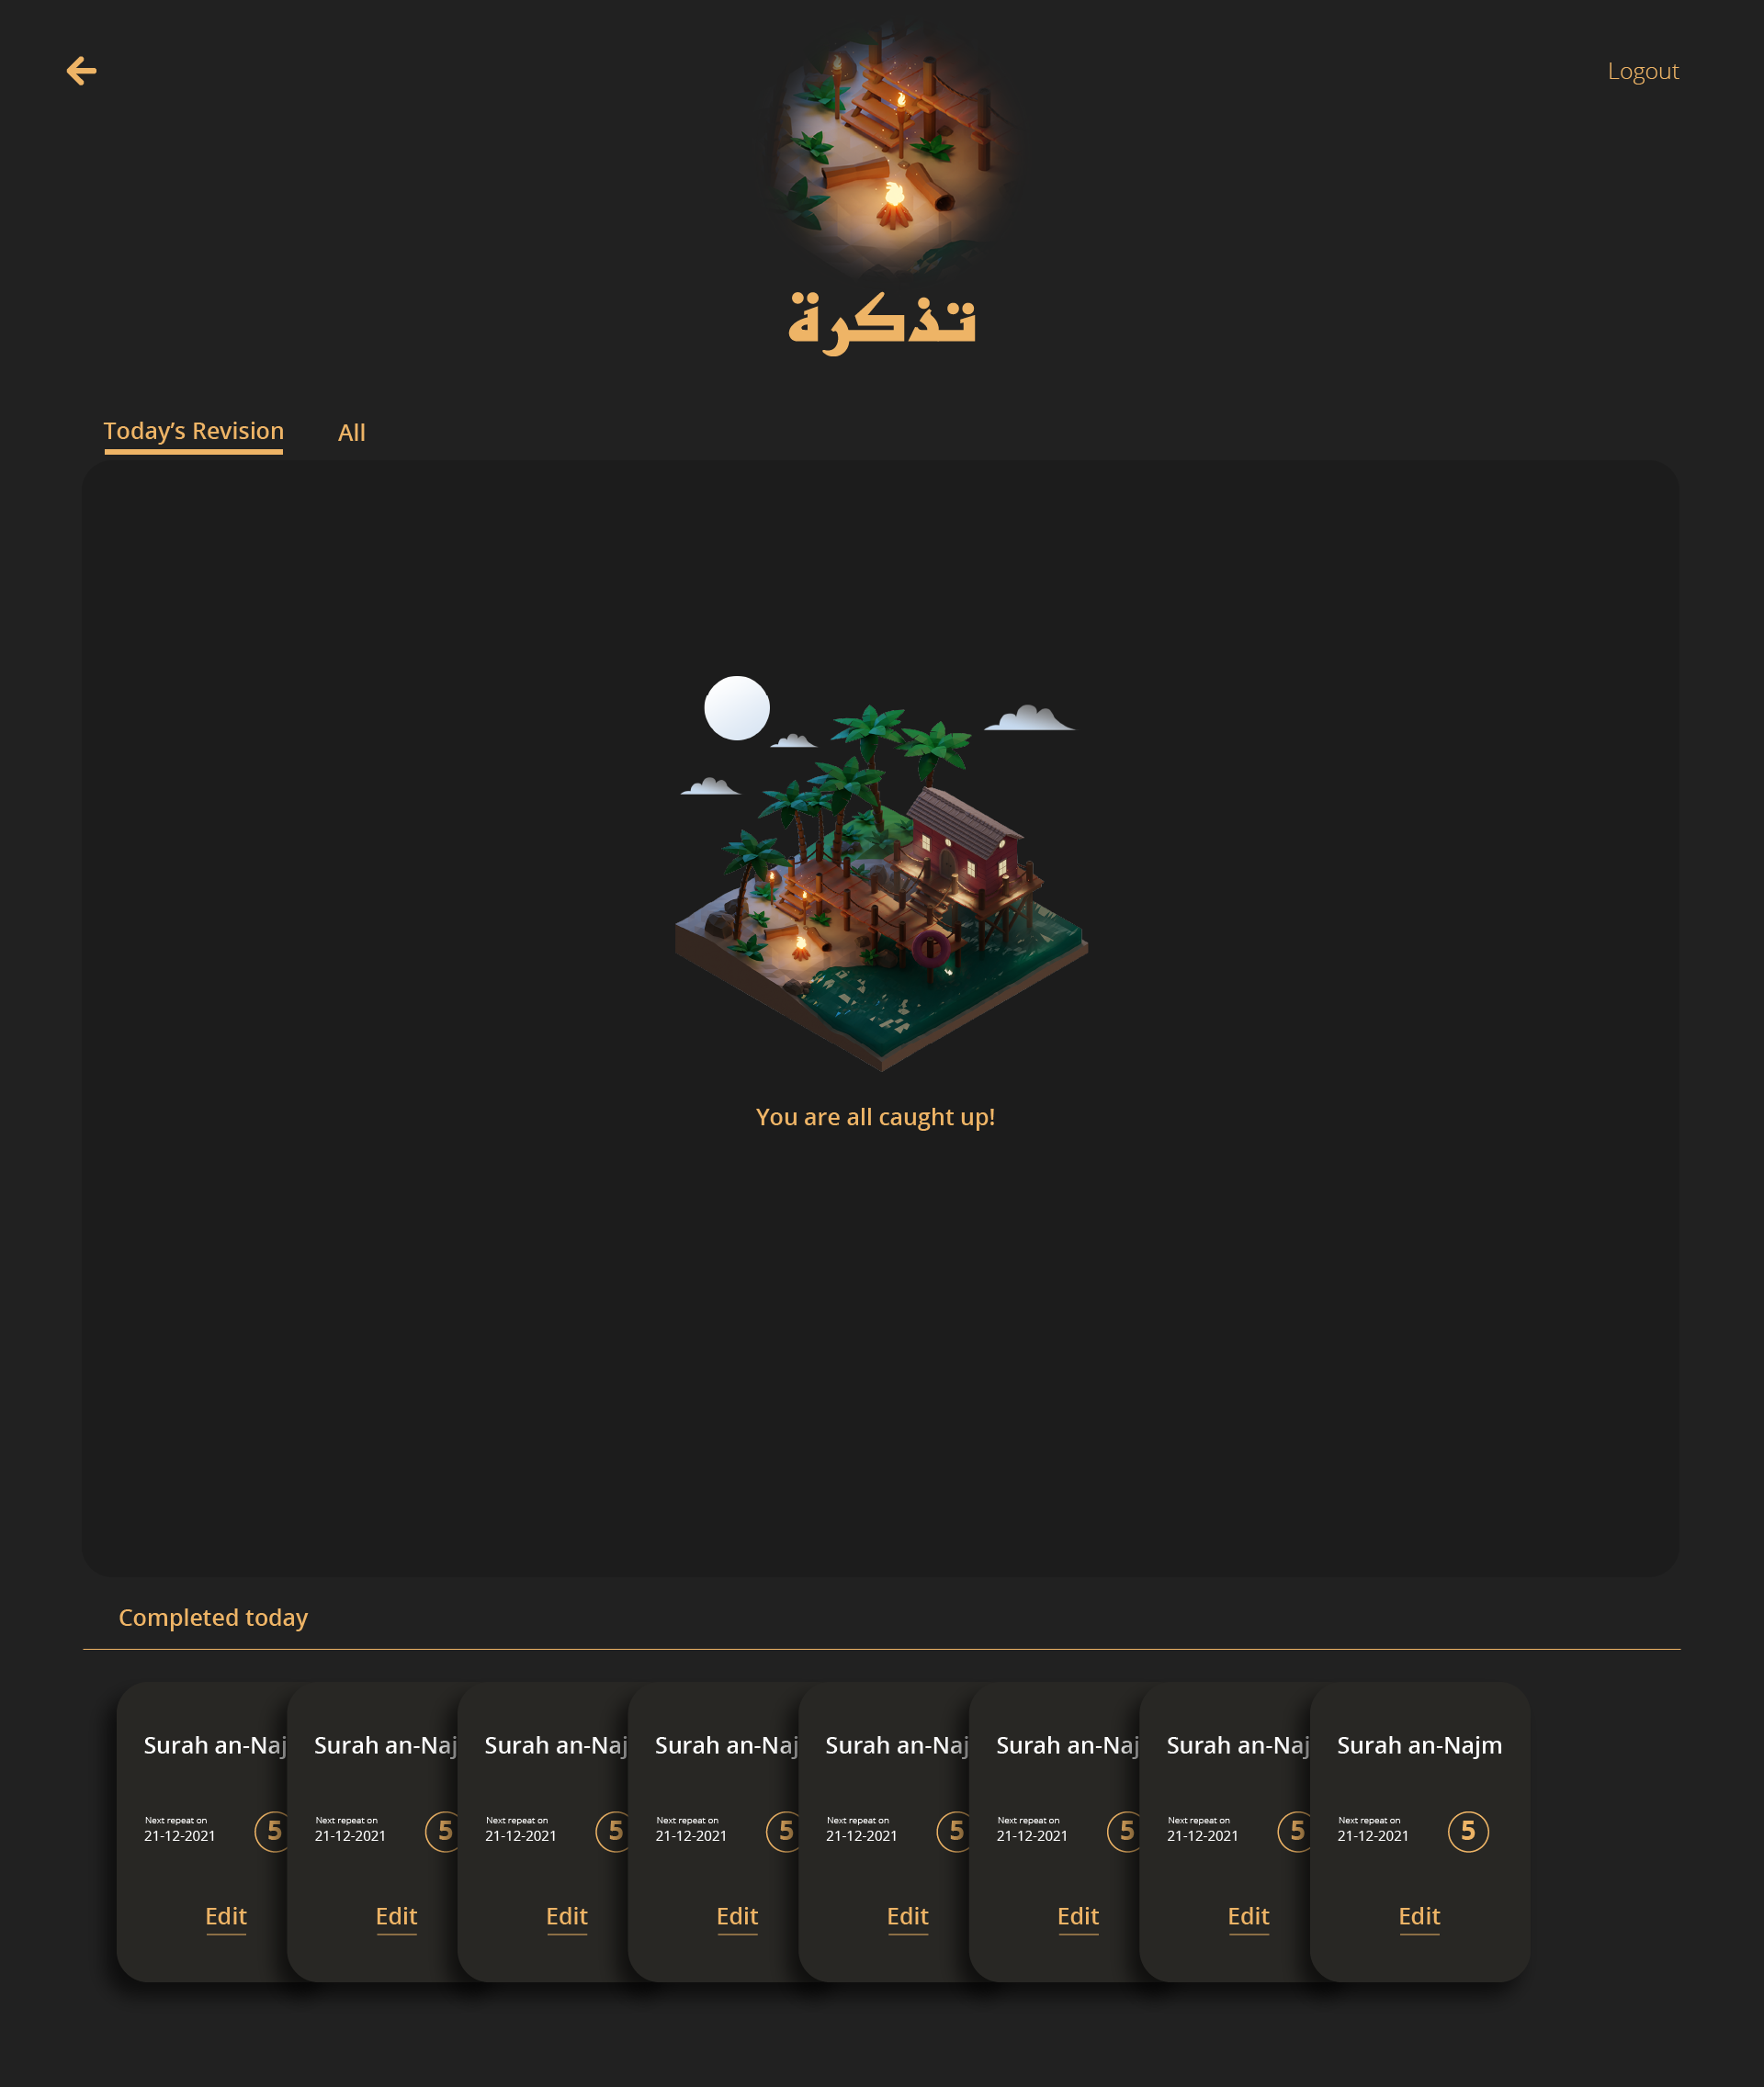 Logout
تذكرة
Today’s Revision All
You are all caught up!
Completed today
Surah an-Naj Surah an-Naj Surah an-Naj Surah an-Naj Surah an-Naj Surah an-Naj Surah an-Naj Surah an-Najm
Next repeat on Next repeat on Next repeat on Next repeat on Next repeat on Next repeat on Next repeat on Next repeat on
21-12-2021 5 21-12-2021 5 21-12-2021 5 21-12-2021 5 21-12-2021 5 21-12-2021 5 21-12-2021 5 21-12-2021 5
Edit Edit Edit Edit Edit Edit Edit Edit